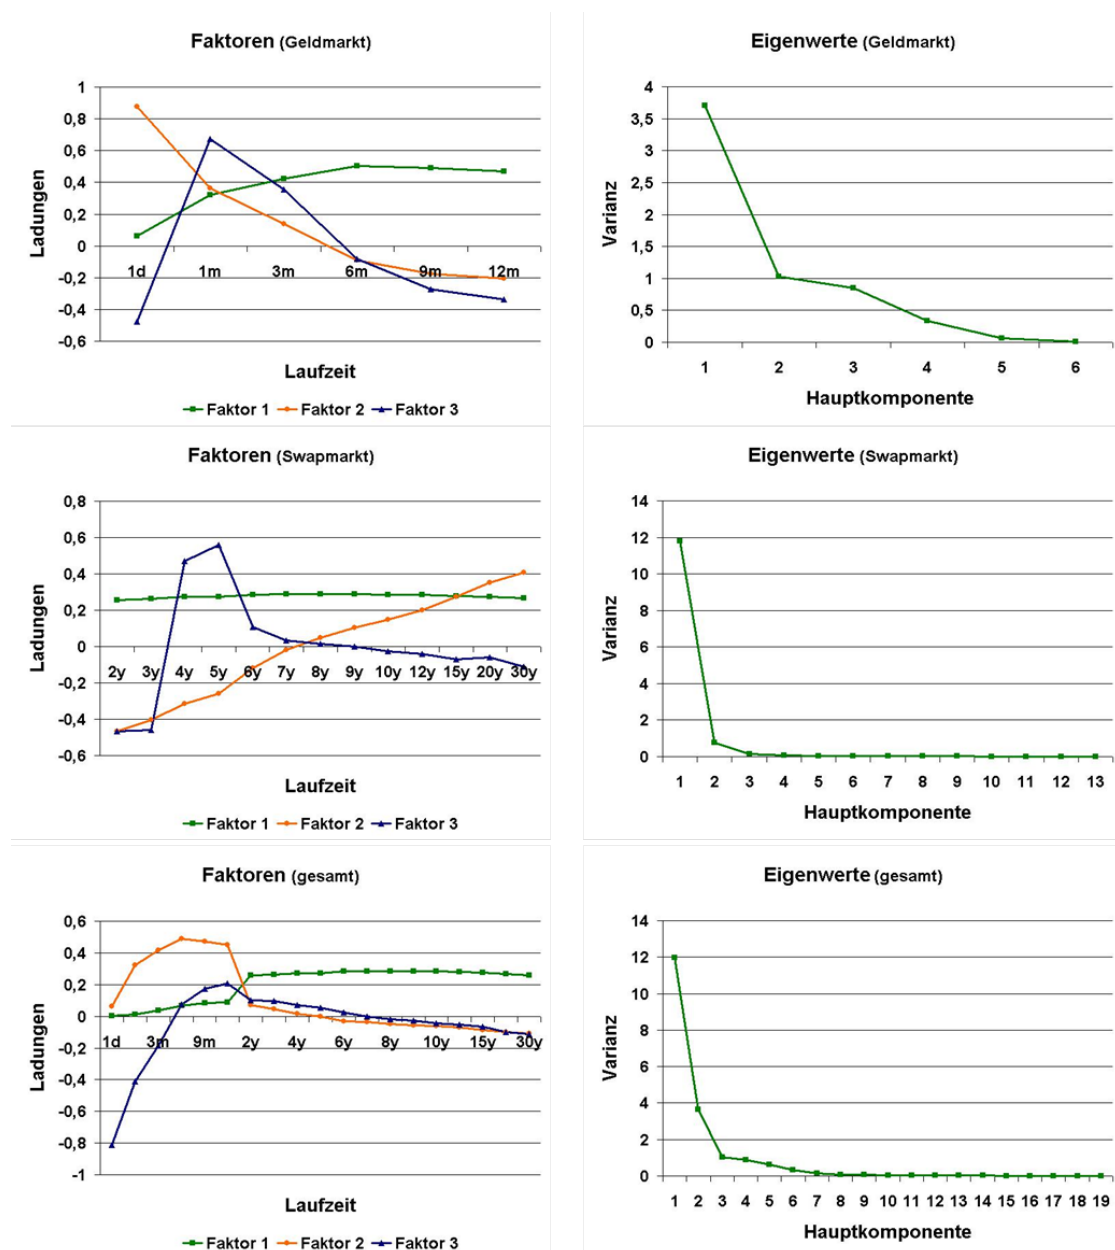 Faktoren (Geldmarkt)
1
0,8
0,6
0,4
0,2
0
-0,2
-0,4
-0,6
Ladungen
1d 1m 3m 6m 9m 12m
Laufzeit
Faktor 1 Faktor 2 Faktor 3
Eigenwerte (Geldmarkt)
4
3,5
3
2,5
2
1,5
1
0,5
0
Varianz
1 2 3 4 5 6
Hauptkomponente
Faktoren (Swapmarkt)
0,8
0,6
0,4
0,2
0
-0,2
-0,4
-0,6
Ladungen
2y 3y 4y 5y 6y 7y 8y 9y 10y 12y 15y 20y 30y
Laufzeit
Faktor 1 Faktor 2 Faktor 3
Eigenwerte (Swapmarkt)
14
12
10
8
6
4
2
0
Varianz
1 2 3 4 5 6 7 8 9 10 11 12 13
Hauptkomponente
Faktoren (gesamt)
0,6
0,4
0,2
0
-0,2
-0,4
-0,6
-0,8
-1
Ladungen
1d 3m 9m 2y 4y 6y 8y 10y 15y 30y
Laufzeit
Faktor 1 Faktor 2 Faktor 3
Eigenwerte (gesamt)
14
12
10
8
6
4
2
0
Varianz
1 2 3 4 5 6 7 8 9 10 11 12 13 14 15 16 17 18 19
Hauptkomponente